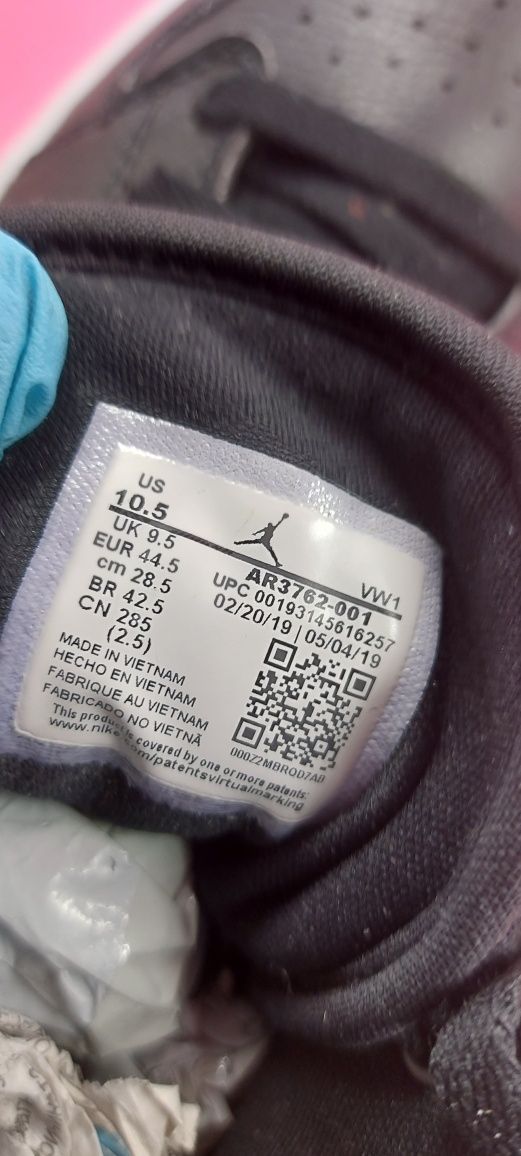 US
10.5
UK 9.5
EUR 44.5
cm 28.5
BR 42.5
CN 285
(2.5)
VW1
AR3762-001
UPC 00193145616257
02/20/19 | 05/04/19
MADE IN VIETNAM
HECHO EN VIETNAM
FABRIQUE AU VIETNAM
FABRICADO NO VIETNÃ
000Z2MBRQD7AD
This product is covered by one or more patents:
www.nike.com/patentsvirtualmarking